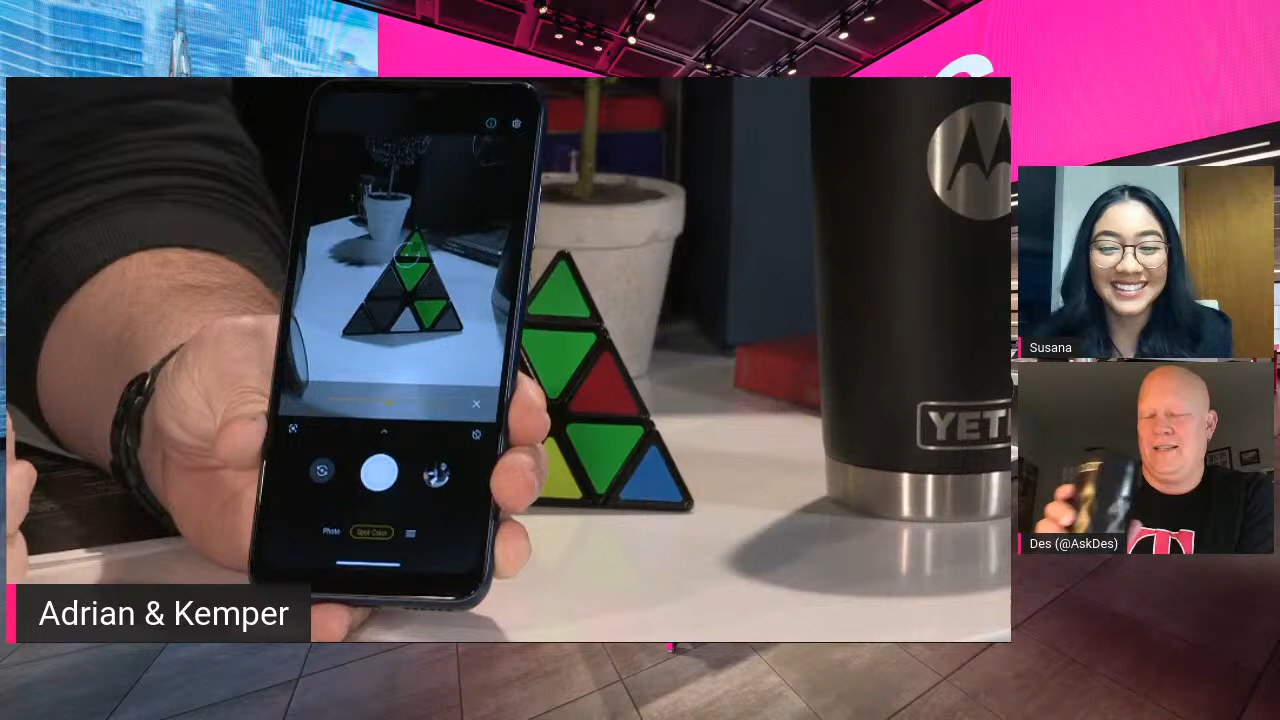 YETI
Photo
Spot Color
Adrian & Kemper
Susana
T
Des (@AskDes)